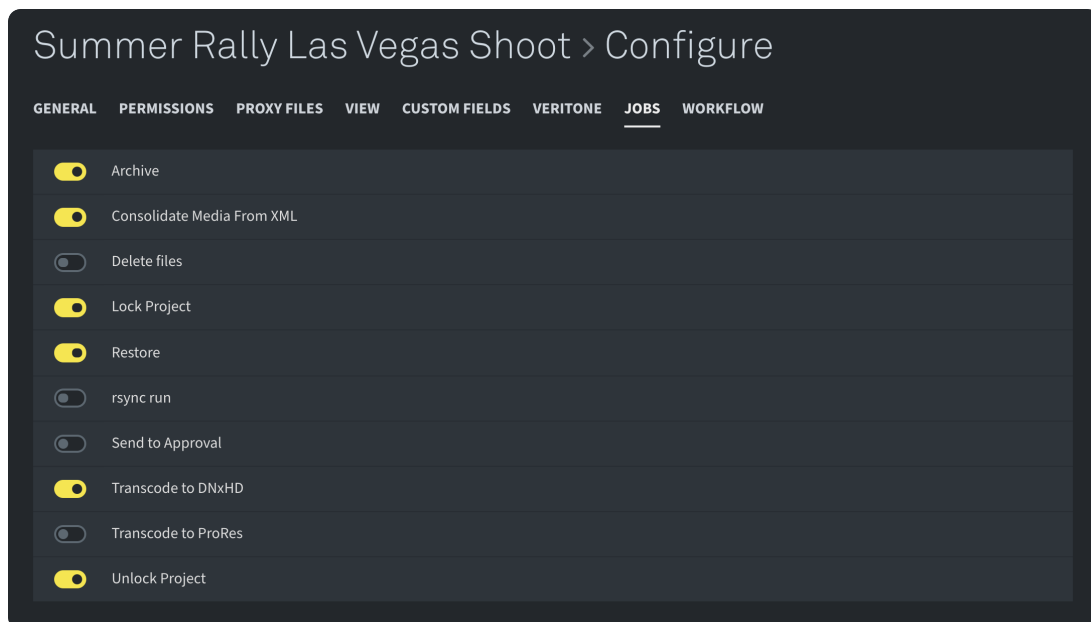 Summer Rally Las Vegas Shoot > Configure
GENERAL PERMISSIONS PROXY FILES VIEW CUSTOM FIELDS VERITONE JOBS WORKFLOW
Archive
Consolidate Media From XML
Delete files
Lock Project
Restore
rsync run
Send to Approval
Transcode to DNxHD
Transcode to ProRes
Unlock Project